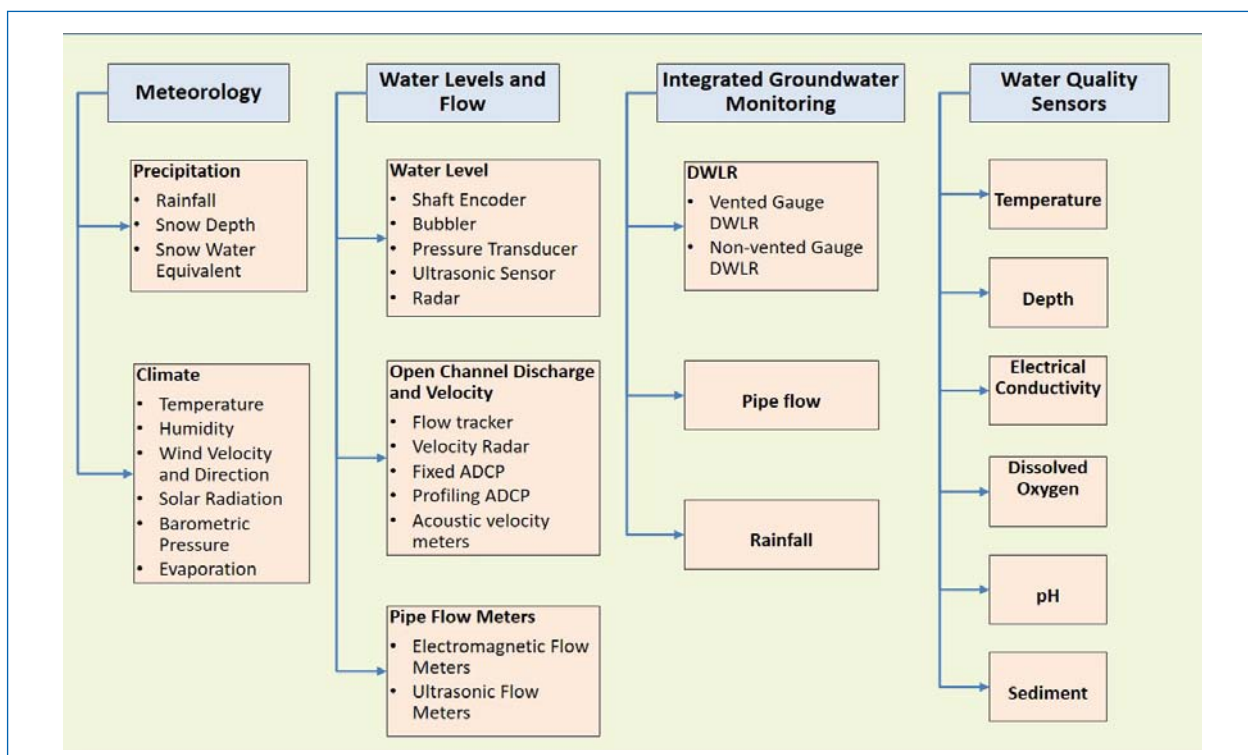 Meteorology
Precipitation
• Rainfall
• Snow Depth
• Snow Water
Equivalent
Climate
• Temperature
• Humidity
• Wind Velocity
and Direction
• Solar Radiation
• Barometric
Pressure
• Evaporation
Water Levels and
Flow
Water Level
• Shaft Encoder
• Bubbler
• Pressure Transducer
• Ultrasonic Sensor
• Radar
Open Channel Discharge
and Velocity
• Flow tracker
• Velocity Radar
• Fixed ADCP
• Profiling ADCP
• Acoustic velocity
meters
Pipe Flow Meters
• Electromagnetic Flow
Meters
• Ultrasonic Flow
Meters
Integrated Groundwater
Monitoring
DWLR
• Vented Gauge
DWLR
• Non-vented Gauge
DWLR
Pipe flow
Rainfall
Water Quality
Sensors
Temperature
Depth
Electrical
Conductivity
Dissolved
Oxygen
pH
Sediment